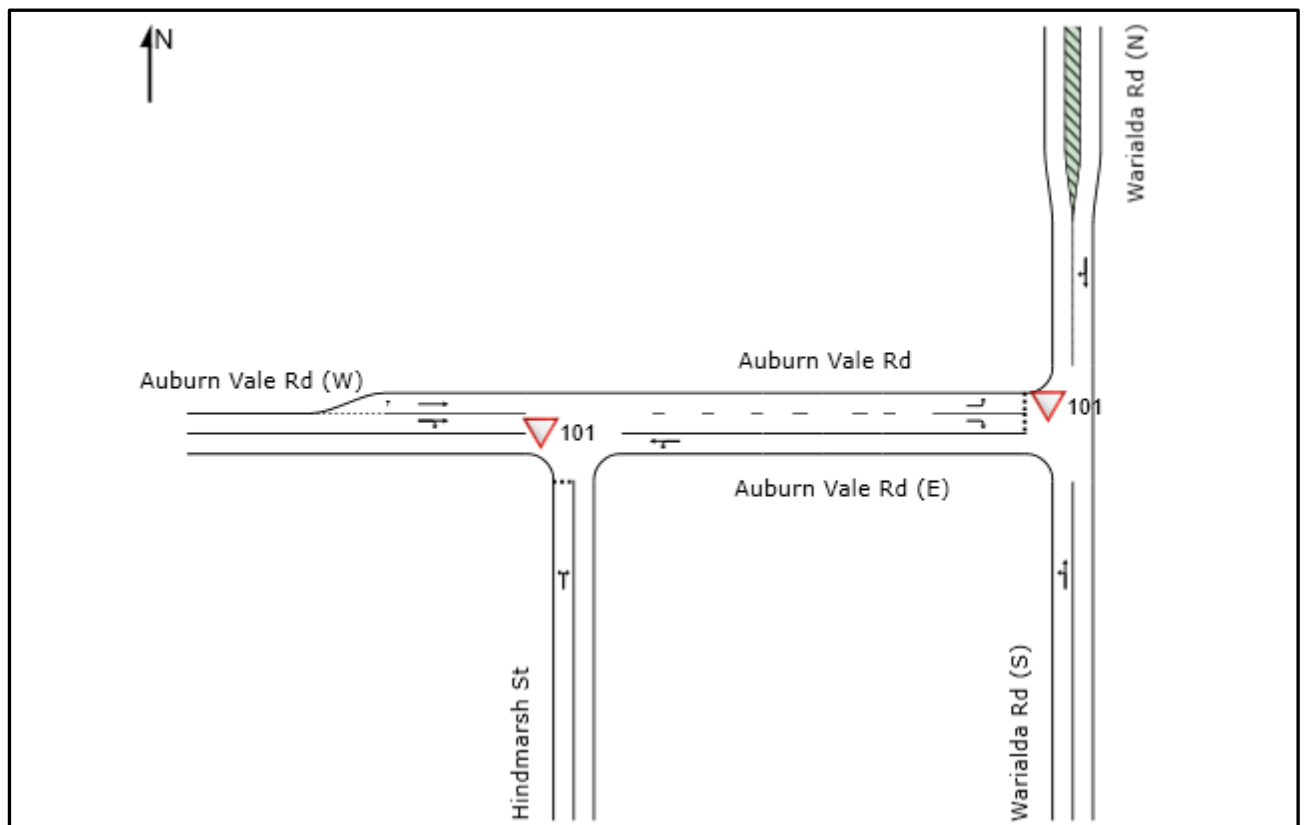 N
Warialda Rd (N)
Auburn Vale Rd
Auburn Vale Rd (W)
101
101
Auburn Vale Rd (E)
Hindmarsh St
Warialda Rd (S)